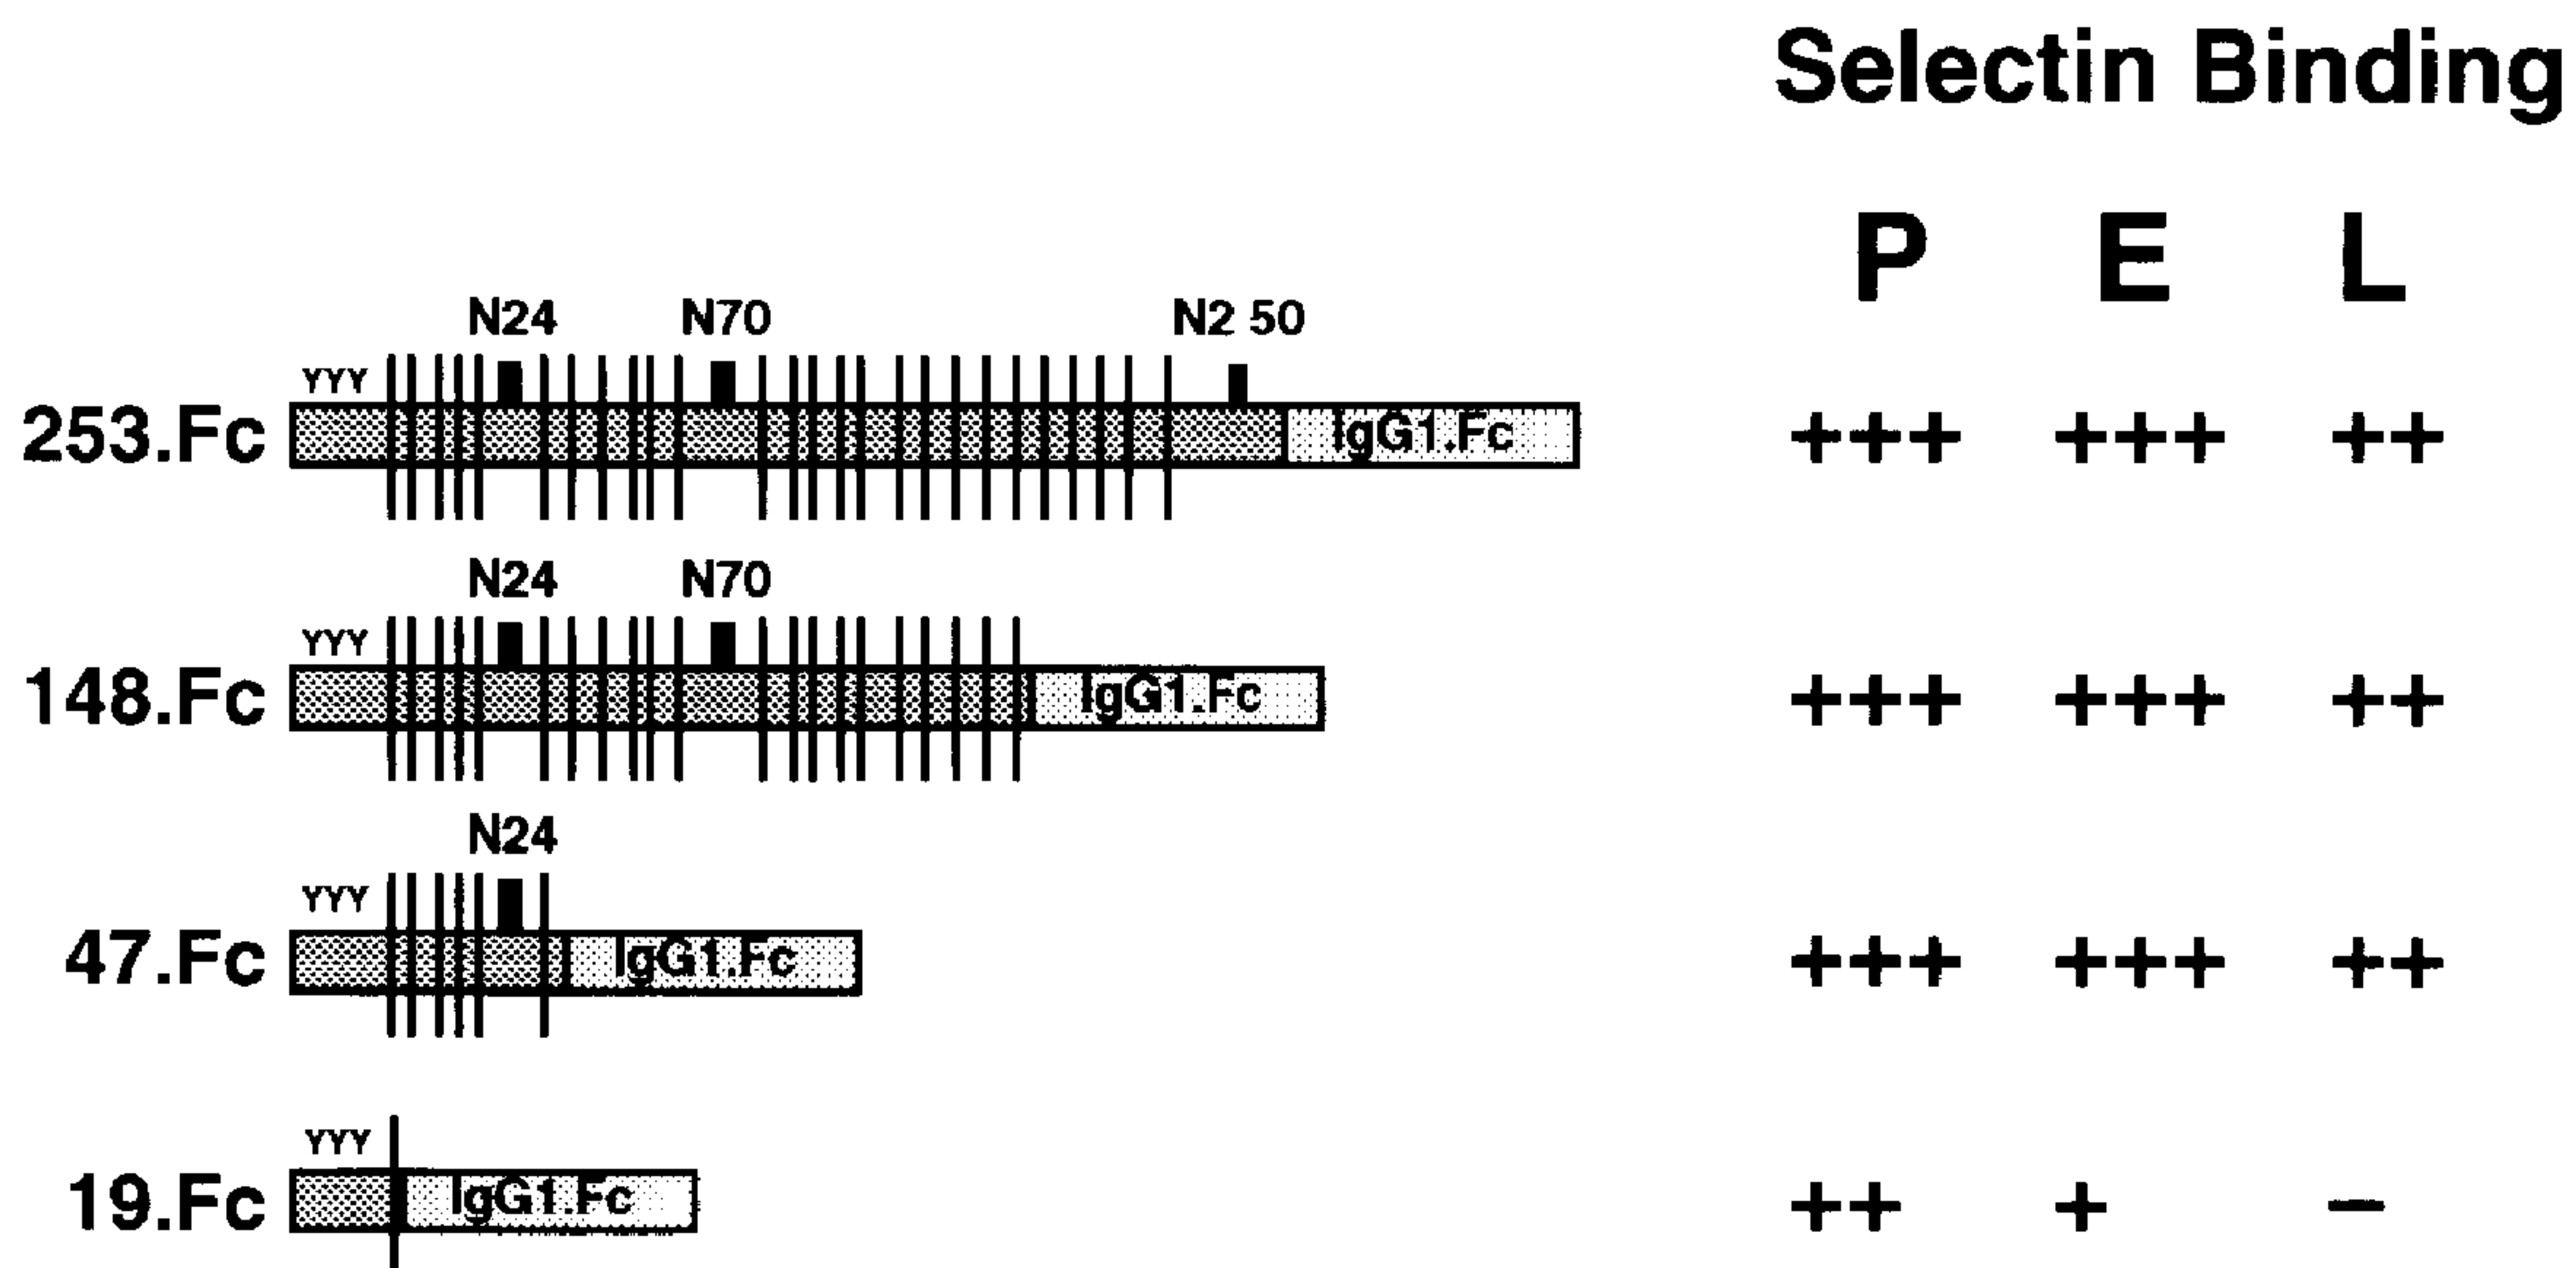 Selectin Binding
P E L
N24 N70 N2 50
YYY
253.Fc IgG1.Fc +++ +++ ++
N24 N70
YYY
148.Fc IgG1.Fc +++ +++ ++
N24
YYY
47.Fc IgG1.Fc +++ +++ ++
YYY
19.Fc IgG1.Fc ++ + −